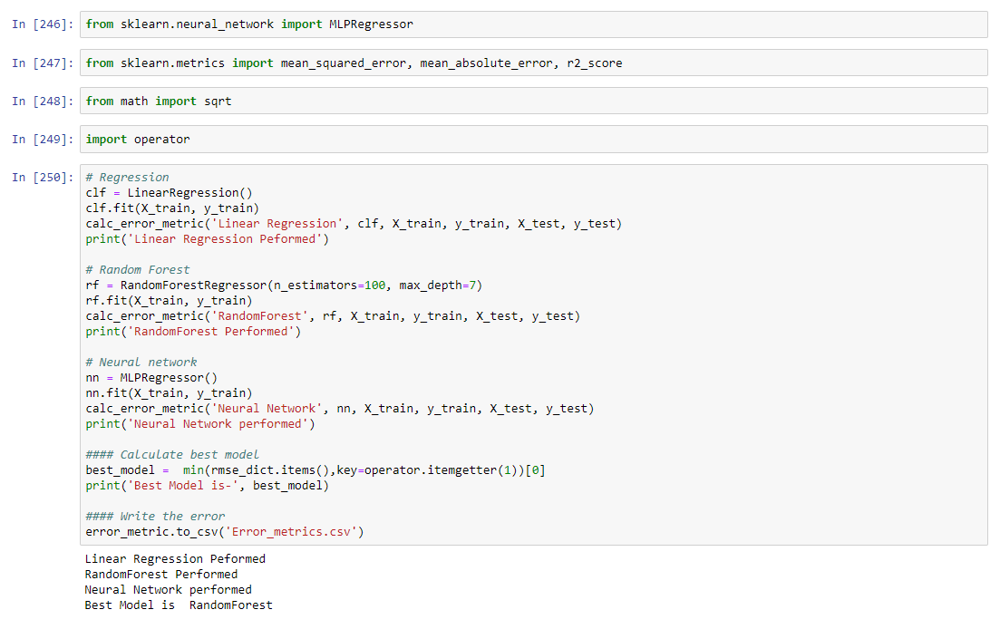 In [246]: from sklearn.neural_network import MLPRegressor
In [247]: from sklearn.metrics import mean_squared_error, mean_absolute_error, r2_score
In [248]: from math import sqrt
In [249]: import operator
In [250]: # Regression
clf = LinearRegression()
clf.fit(X_train, y_train)
calc_error_metric('Linear Regression', clf, X_train, y_train, X_test, y_test)
print('Linear Regression Peformed')
# Random Forest
rf = RandomForestRegressor(n_estimators=100, max_depth=7)
rf.fit(X_train, y_train)
calc_error_metric('RandomForest', rf, X_train, y_train, X_test, y_test)
print('RandomForest Performed')
# Neural network
nn = MLPRegressor()
nn.fit(X_train, y_train)
calc_error_metric('Neural Network', nn, X_train, y_train, X_test, y_test)
print('Neural Network performed')
#### Calculate best model
best_model =  min(rmse_dict.items(),key=operator.itemgetter(1))[0]
print('Best Model is-', best_model)
#### Write the error
error_metric.to_csv('Error_metrics.csv')
Linear Regression Peformed
RandomForest Performed
Neural Network performed
Best Model is  RandomForest